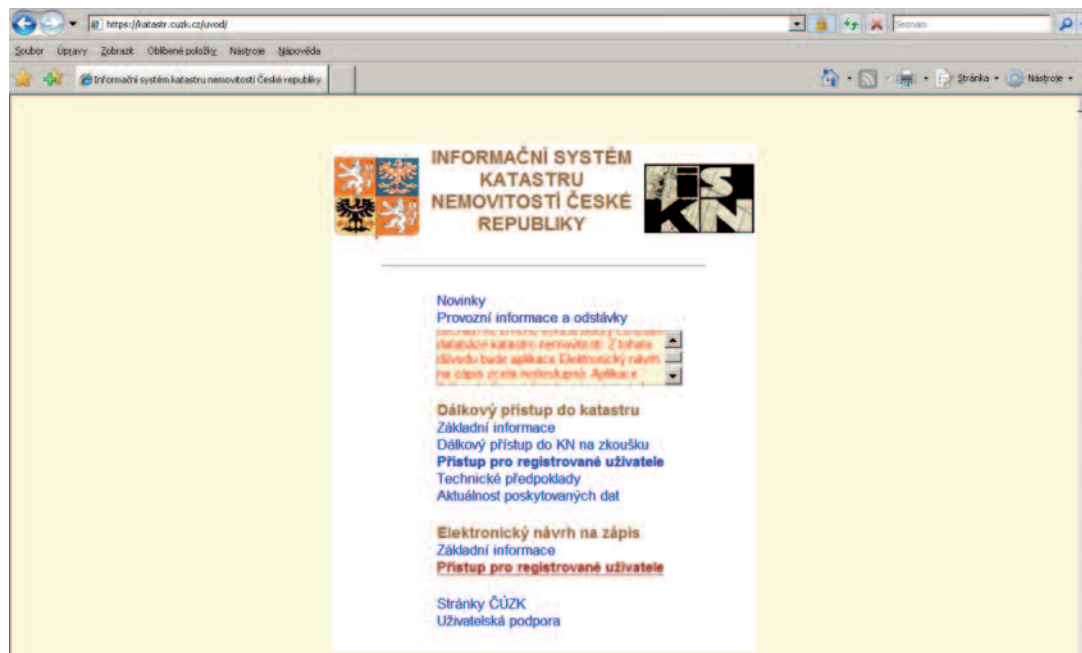 https://katastr.cuzk.cz/uvod/
Seznam
Soubor Úpravy Zobrazit Oblíbené položky Nástroje Nápověda
Informační systém katastru nemovitostí České republiky
Stránka Nástroje
INFORMAČNÍ SYSTÉM
KATASTRU
NEMOVITOSTÍ ČESKÉ
REPUBLIKY
IS
KN
Novinky
Provozní informace a odstávky
databáze katastru nemovitostí. Z tohoto
důvodu bude aplikace Elektronický návrh
na zápis zcela nedostupná. Aplikace
Dálkový přístup do katastru
Základní informace
Dálkový přístup do KN na zkoušku
Přístup pro registrované uživatele
Technické předpoklady
Aktuálnost poskytovaných dat
Elektronický návrh na zápis
Základní informace
Přístup pro registrované uživatele
Stránky ČÚZK
Uživatelská podpora